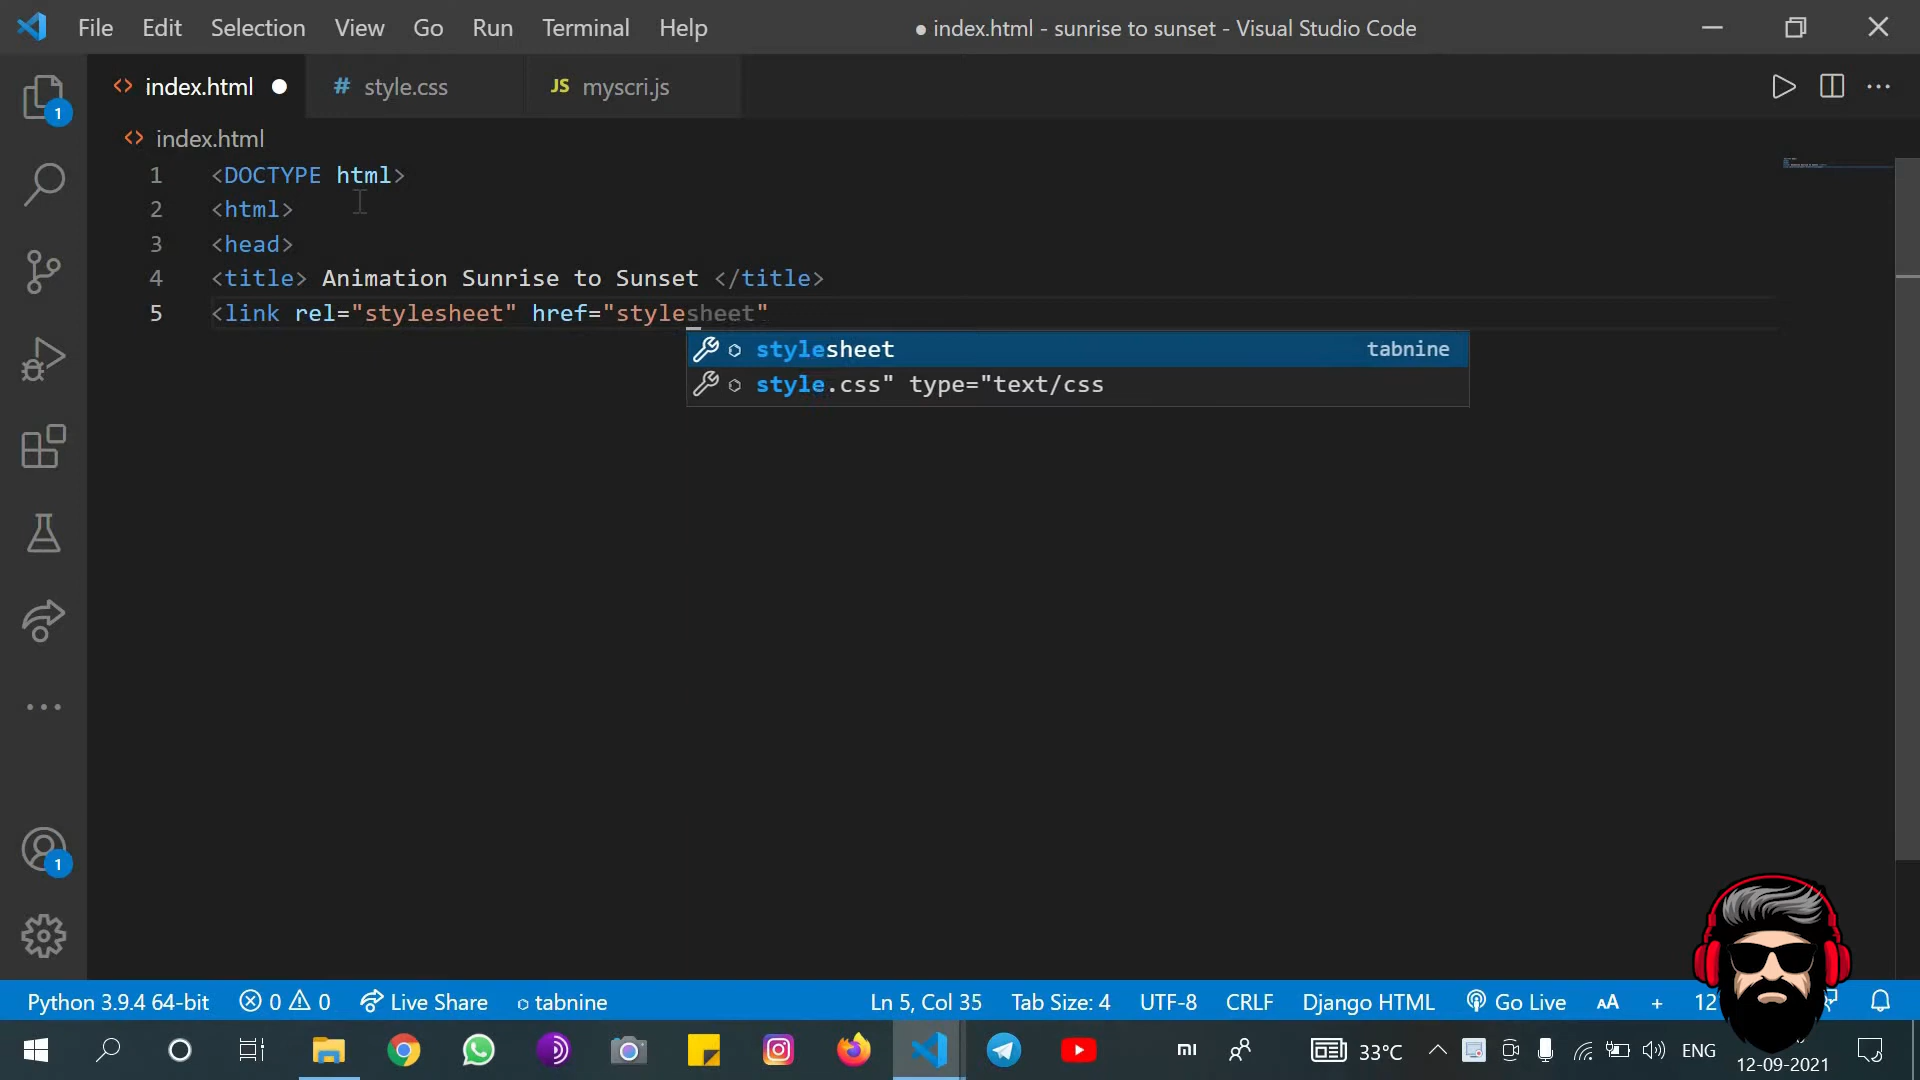 File Edit Selection View Go Run Terminal Help ● index.html - sunrise to sunset - Visual Studio Code
index.html # style.css JS myscri.js
1
index.html
1 <DOCTYPE html>
2 <html>
3 <head>
4 <title> Animation Sunrise to Sunset </title>
5 <link rel="stylesheet" href="stylesheet"
stylesheet tabnine
style.css" type="text/css
1
Python 3.9.4 64-bit 0 0 Live Share tabnine Ln 5, Col 35 Tab Size: 4 UTF-8 CRLF Django HTML Go Live AA + 12
mi 33°C ENG
12-09-2021